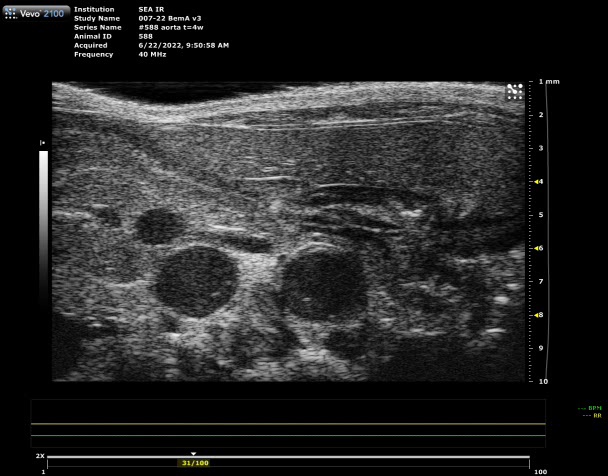 Vevo 2100
Institution SEA IR
Study Name 007-22 BemA v3
Series Name #588 aorta t=4w
Animal ID 588
Acquired 6/22/2022, 9:50:58 AM
Frequency 40 MHz
1 mm
2
3
4
5
6
7
8
9
10
--- BPM
--- RR
2X
31/100
1 100